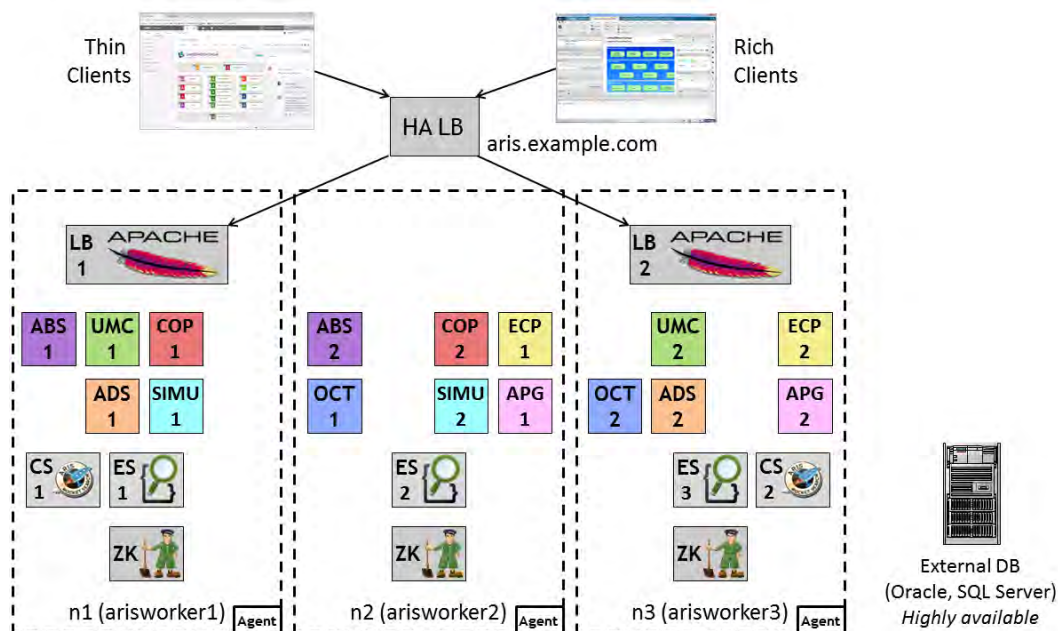 Thin
Clients
Rich
Clients
HA LB
aris.example.com
LB
1
APACHE
LB
2
APACHE
ABS
1
UMC
1
COP
1
ABS
2
COP
2
ECP
1
UMC
2
ECP
2
ADS
1
SIMU
1
OCT
1
SIMU
2
APG
1
OCT
2
ADS
2
APG
2
CS
1
ES
1
ES
2
ES
3
CS
2
ZK
ZK
ZK
n1 (arisworker1)
Agent
n2 (arisworker2)
Agent
n3 (arisworker3)
Agent
External DB
(Oracle, SQL Server)
Highly available